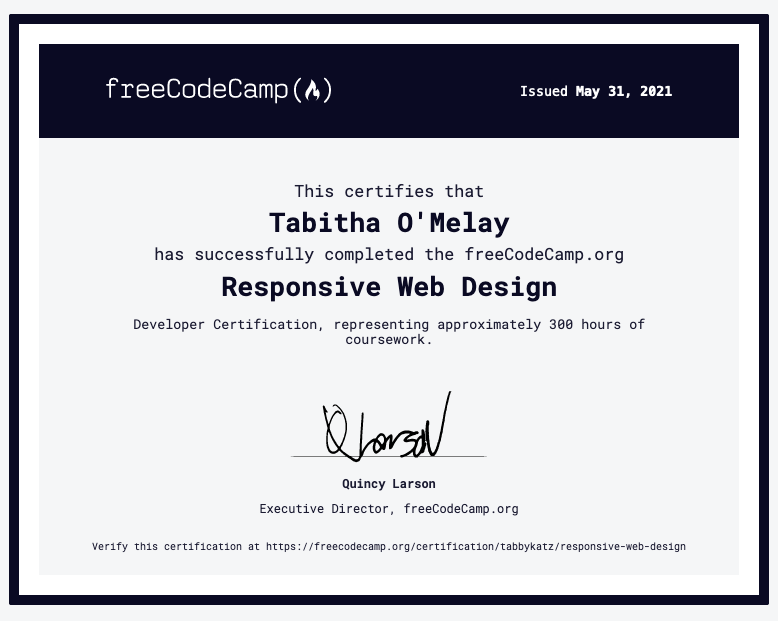 freeCodeCamp(🔥)
Issued May 31, 2021
This certifies that
Tabitha O'Melay
has successfully completed the freeCodeCamp.org
Responsive Web Design
Developer Certification, representing approximately 300 hours of
coursework.
Q Larson
Quincy Larson
Executive Director, freeCodeCamp.org
Verify this certification at https://freecodecamp.org/certification/tabbykatz/responsive-web-design